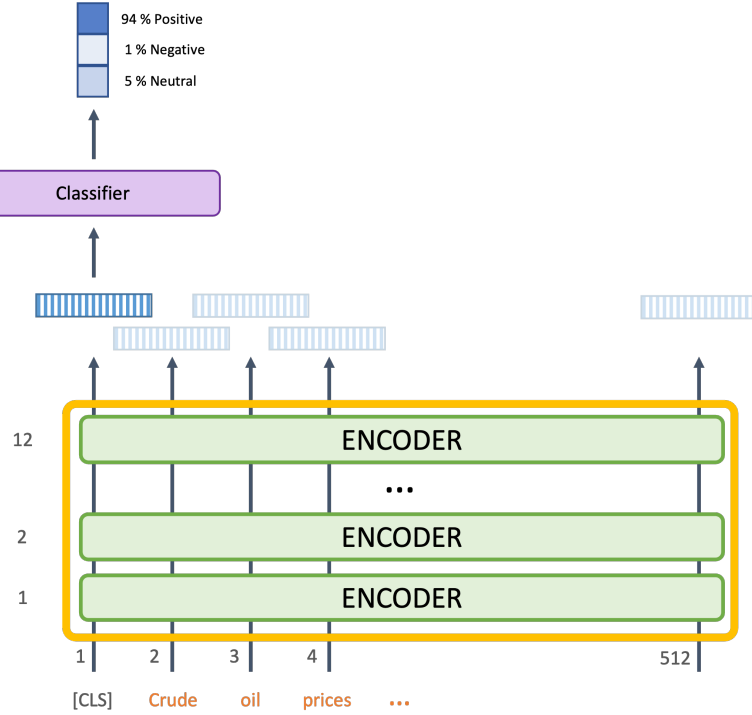 94 % Positive
1 % Negative
5 % Neutral
Classifier
12 ENCODER
...
2 ENCODER
1 ENCODER
1 2 3 4 512
[CLS] Crude oil prices ...